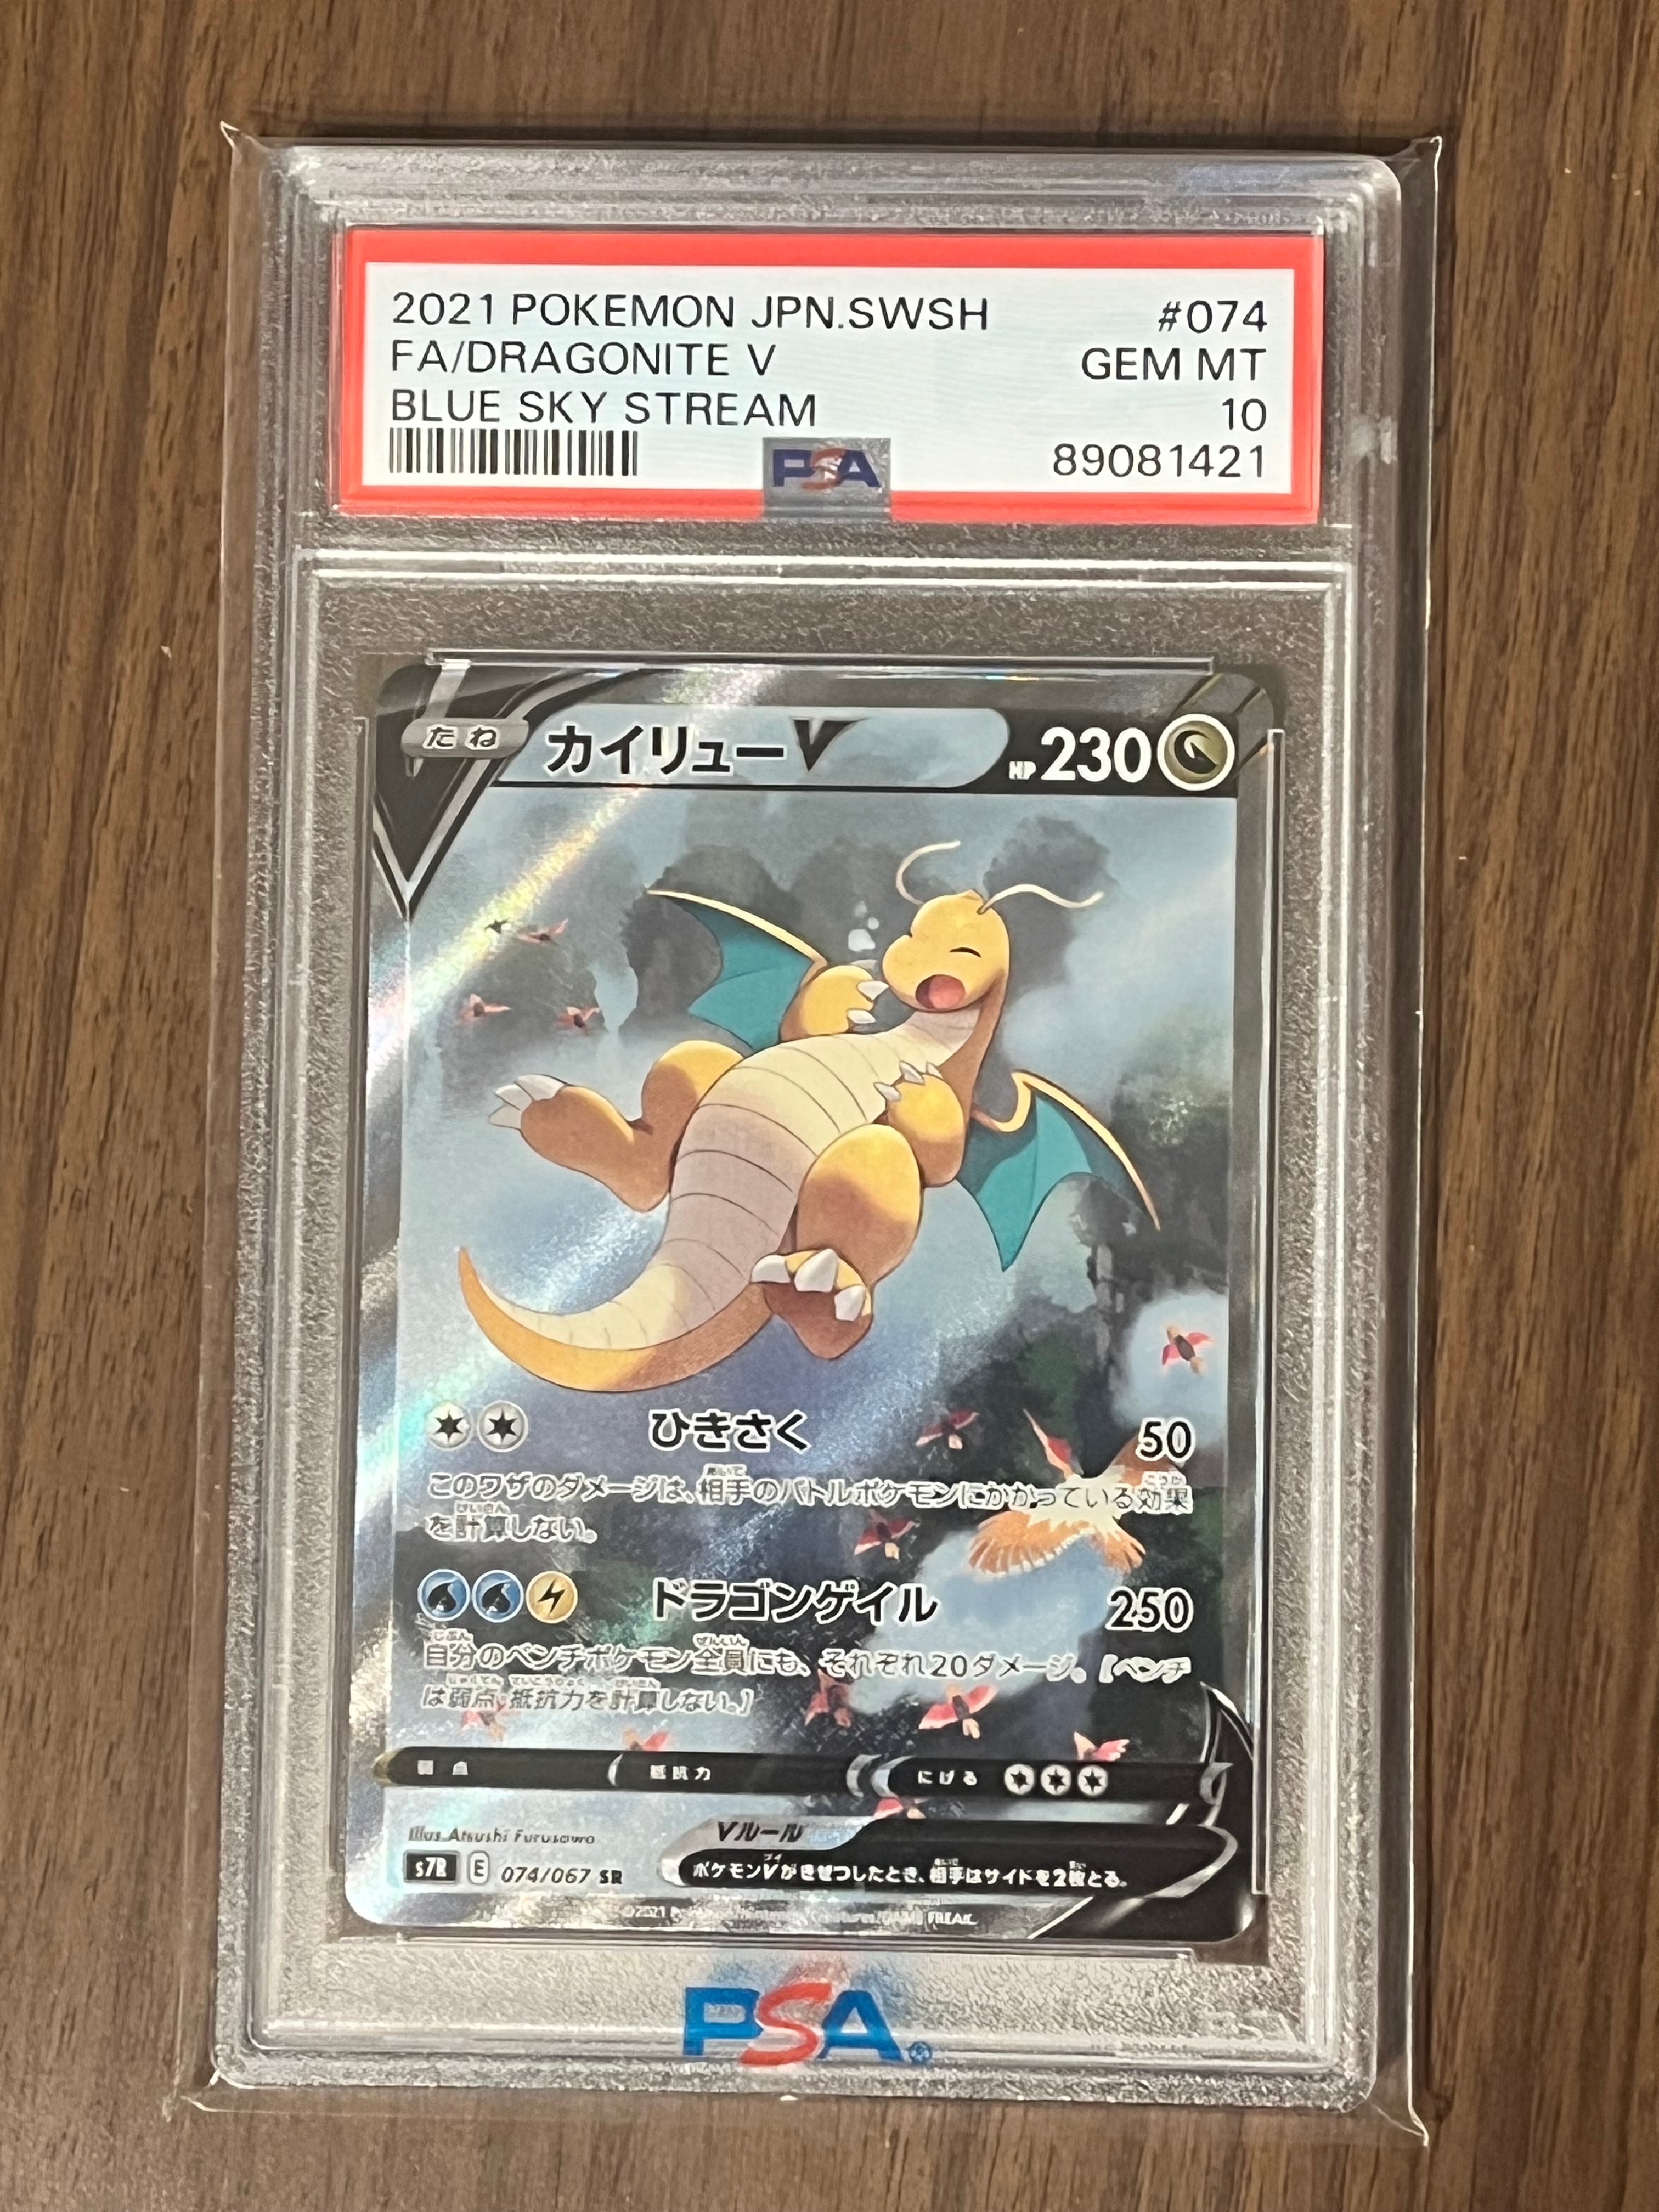 2021 POKEMON JPN.SWSH #074
FA/DRAGONITE V GEM MT
BLUE SKY STREAM 10
PSA 89081421
たね カイリューV HP 230
ひきさく 50
このワザのダメージは、相手のバトルポケモンにかかっている効果
を計算しない。
ドラゴンゲイル 250
自分のベンチポケモン全員にも、それぞれ20ダメージ。[ベンチ
は弱点・抵抗力を計算しない。]
弱点 抵抗力 にげる
Illus. Atsushi Furusawa
Vルール
s7R E 074/067 SR
ポケモンVがきぜつしたとき、相手はサイドを2枚とる。
©2021 Pokémon/Nintendo/Creatures/GAME FREAK.
PSA®